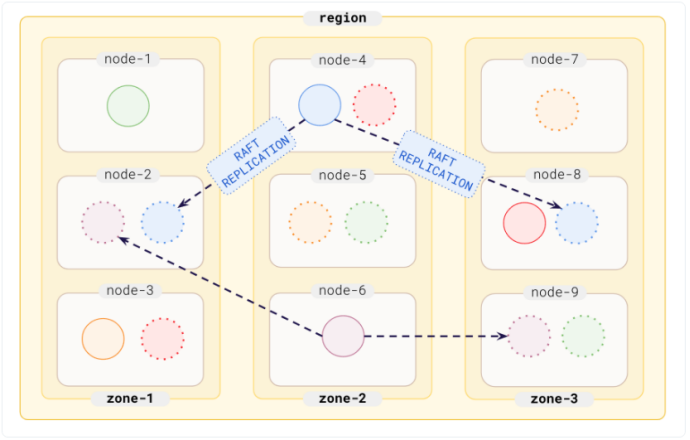 region
node-1
node-4
node-7
RAFT
REPLICATION
RAFT
REPLICATION
node-2
node-5
node-8
node-3
node-6
node-9
zone-1
zone-2
zone-3